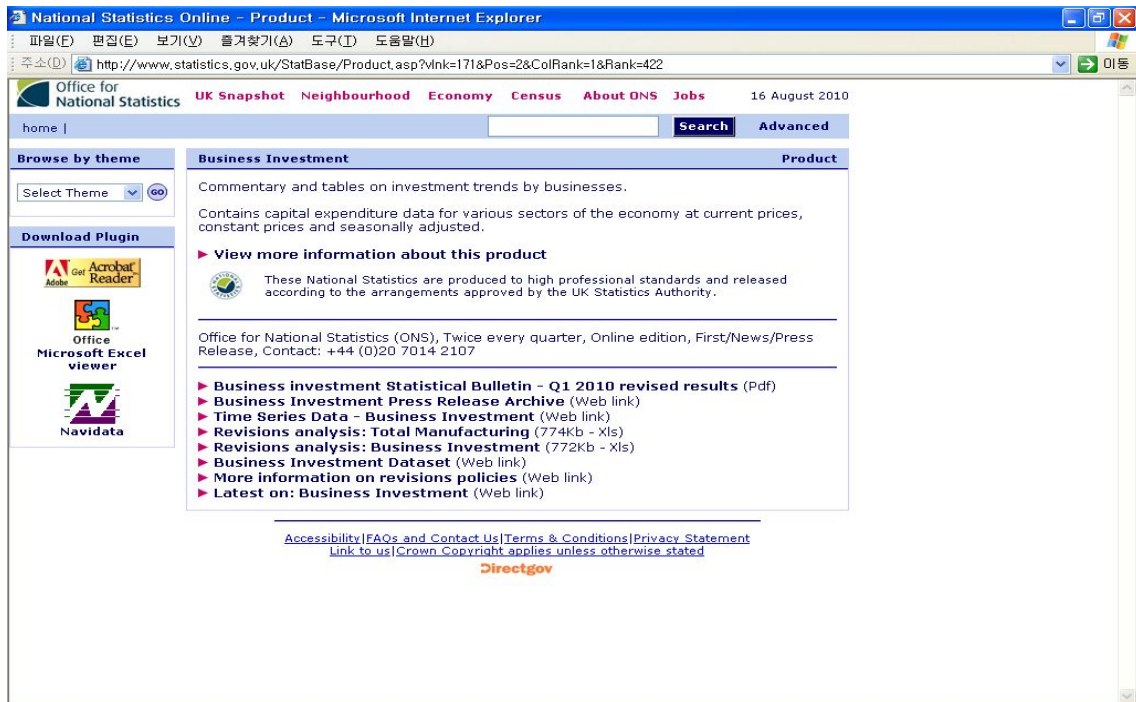 National Statistics Online - Product - Microsoft Internet Explorer
파일(F) 편집(E) 보기(V) 즐겨찾기(A) 도구(T) 도움말(H)
주소(D) http://www.statistics.gov.uk/StatBase/Product.asp?vlnk=171&Pos=2&ColRank=1&Rank=422 이동
Office for
National Statistics
UK Snapshot Neighbourhood Economy Census About ONS Jobs 16 August 2010
home | Search Advanced
Browse by theme
Select Theme GO
Download Plugin
Adobe Get Acrobat Reader
Office
Microsoft Excel
viewer
Navidata
Business Investment Product
Commentary and tables on investment trends by businesses.
Contains capital expenditure data for various sectors of the economy at current prices,
constant prices and seasonally adjusted.
View more information about this product
These National Statistics are produced to high professional standards and released
according to the arrangements approved by the UK Statistics Authority.
Office for National Statistics (ONS), Twice every quarter, Online edition, First/News/Press
Release, Contact: +44 (0)20 7014 2107
Business investment Statistical Bulletin - Q1 2010 revised results (Pdf)
Business Investment Press Release Archive (Web link)
Time Series Data - Business Investment (Web link)
Revisions analysis: Total Manufacturing (774Kb - Xls)
Revisions analysis: Business Investment (772Kb - Xls)
Business Investment Dataset (Web link)
More information on revisions policies (Web link)
Latest on: Business Investment (Web link)
Accessibility|FAQs and Contact Us|Terms & Conditions|Privacy Statement
Link to us|Crown Copyright applies unless otherwise stated
Directgov